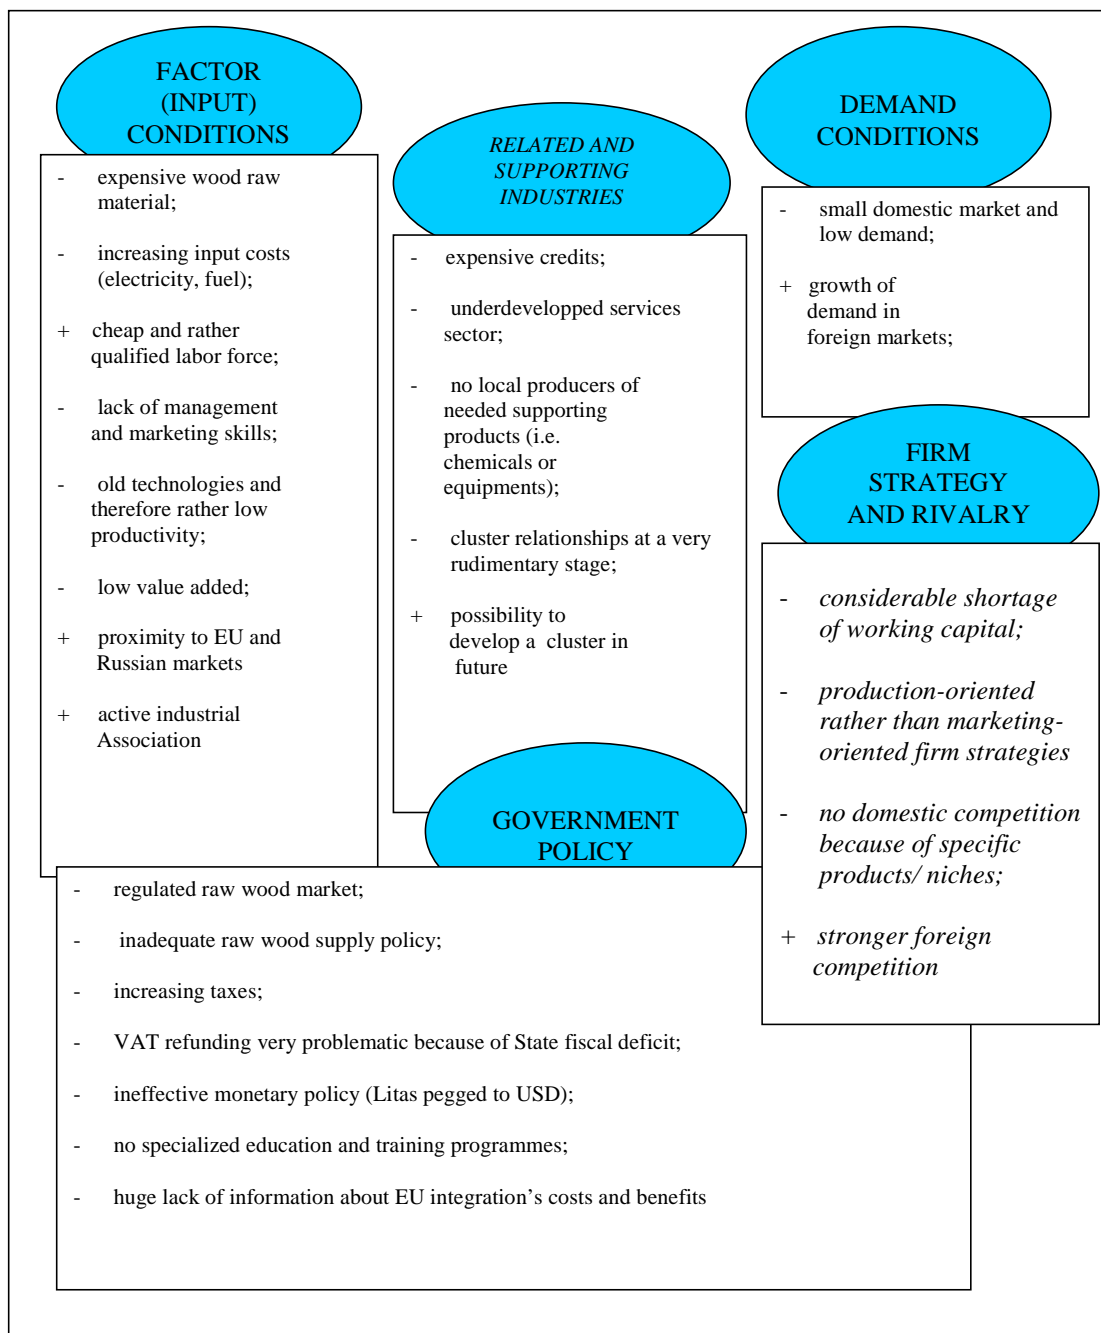 FACTOR
(INPUT)
CONDITIONS
- expensive wood raw
material;
- increasing input costs
(electricity, fuel);
+ cheap and rather
qualified labor force;
- lack of management
and marketing skills;
- old technologies and
therefore rather low
productivity;
- low value added;
+ proximity to EU and
Russian markets
+ active industrial
Association
RELATED AND
SUPPORTING
INDUSTRIES
- expensive credits;
- underdevelopped services
sector;
- no local producers of
needed supporting
products (i.e.
chemicals or
equipments);
- cluster relationships at a very
rudimentary stage;
+ possibility to
develop a cluster in
future
DEMAND
CONDITIONS
- small domestic market and
low demand;
+ growth of
demand in
foreign markets;
FIRM
STRATEGY
AND RIVALRY
- considerable shortage
of working capital;
- production-oriented
rather than marketing-
oriented firm strategies
- no domestic competition
because of specific
products/ niches;
+ stronger foreign
competition
GOVERNMENT
POLICY
- regulated raw wood market;
- inadequate raw wood supply policy;
- increasing taxes;
- VAT refunding very problematic because of State fiscal deficit;
- ineffective monetary policy (Litas pegged to USD);
- no specialized education and training programmes;
- huge lack of information about EU integration’s costs and benefits